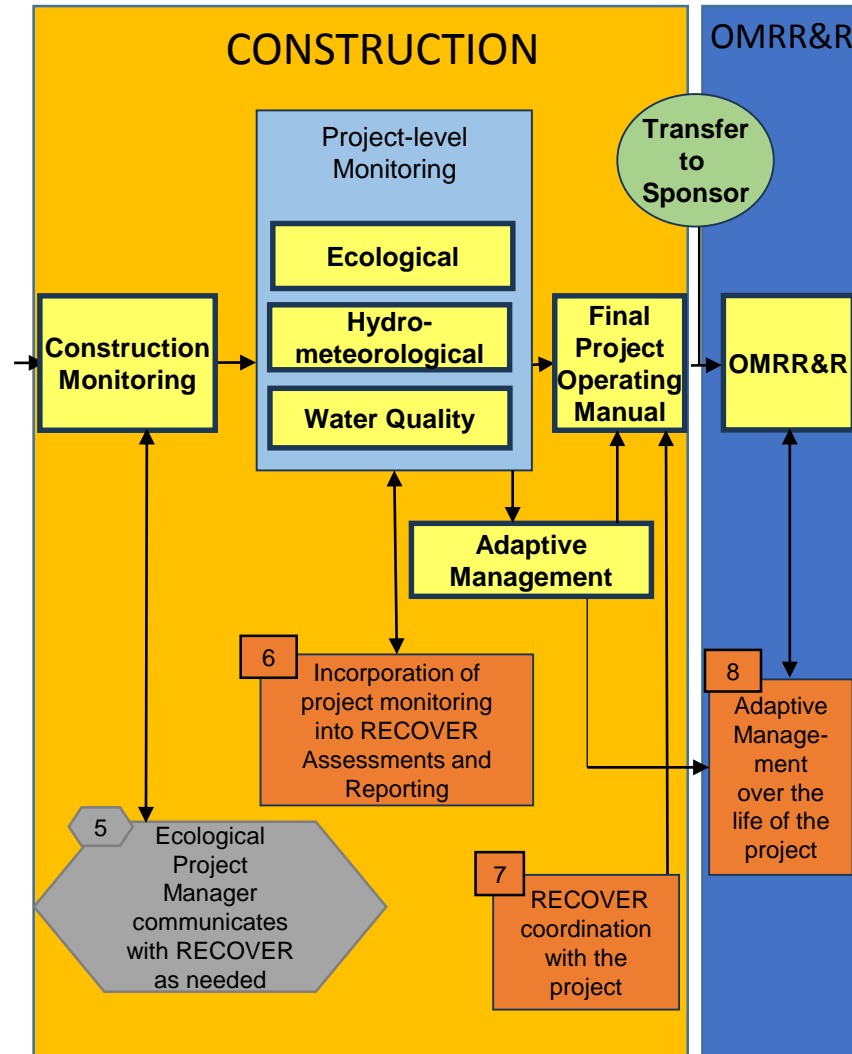 CONSTRUCTION
OMRR&R
Project-level
Monitoring
Ecological
Hydro-
meteorological
Water Quality
Construction
Monitoring
Final
Project
Operating
Manual
Transfer
to
Sponsor
OMRR&R
Adaptive
Management
6
Incorporation of
project monitoring
into RECOVER
Assessments and
Reporting
8
Adaptive
Manage-
ment
over the
life of the
project
5
Ecological
Project
Manager
communicates
with RECOVER
as needed
7
RECOVER
coordination
with the
project